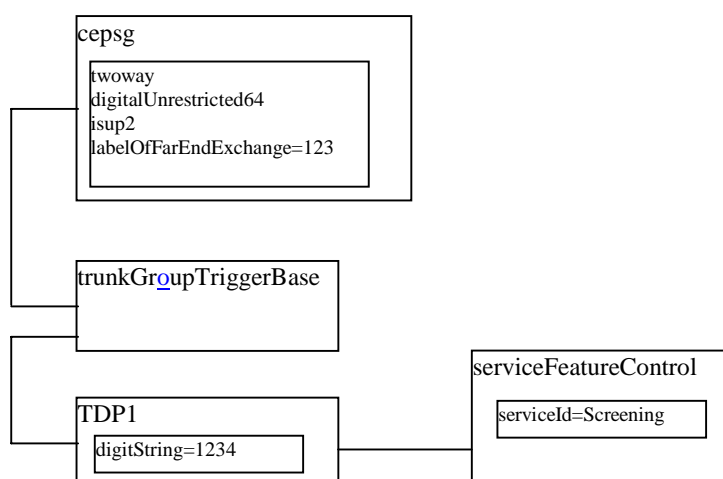 cepsg
twoway
digitalUnrestricted64
isup2
labelOfFarEndExchange=123
trunkGroupTriggerBase
serviceFeatureControl
serviceId=Screening
TDP1
digitString=1234